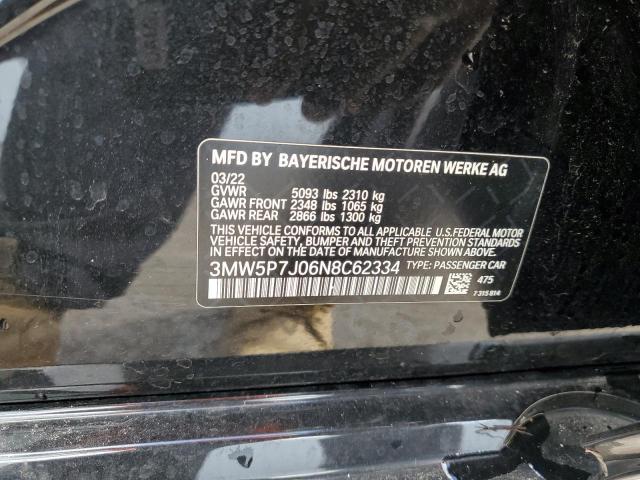 MFD BY BAYERISCHE MOTOREN WERKE AG
03/22
GVWR 5093 lbs 2310 kg
GAWR FRONT 2348 lbs 1065 kg
GAWR REAR 2866 lbs 1300 kg
THIS VEHICLE CONFORMS TO ALL APPLICABLE U.S.FEDERAL MOTOR
VEHICLE SAFETY, BUMPER AND THEFT PREVENTION
STANDARDS IN EFFECT ON THE DATE OF MANUFACTURE SHOWN ABOVE.
3MW5P7J06N8C62334 TYPE: PASSENGER CAR
475
7 315 814